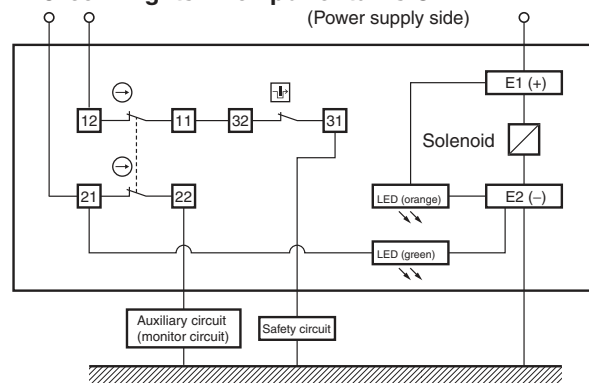 (Power supply side)
E1 (+)
12
11
32
31
Solenoid
21
22
LED (orange)
E2 (−)
LED (green)
Auxiliary circuit
(monitor circuit)
Safety circuit